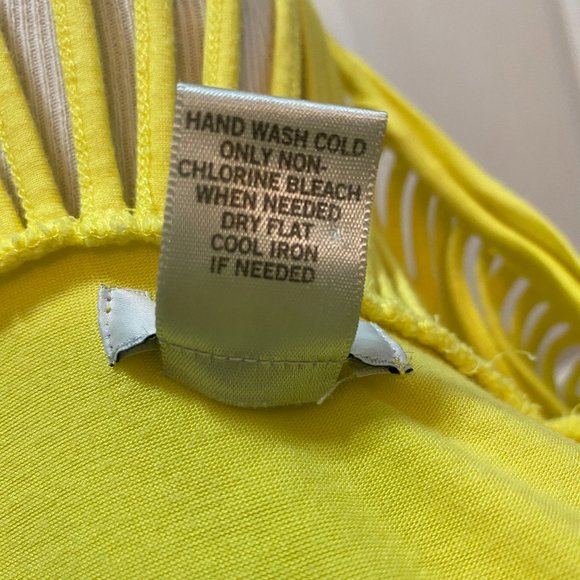 HAND WASH COLD
ONLY NON-
CHLORINE BLEACH
WHEN NEEDED
DRY FLAT
COOL IRON
IF NEEDED